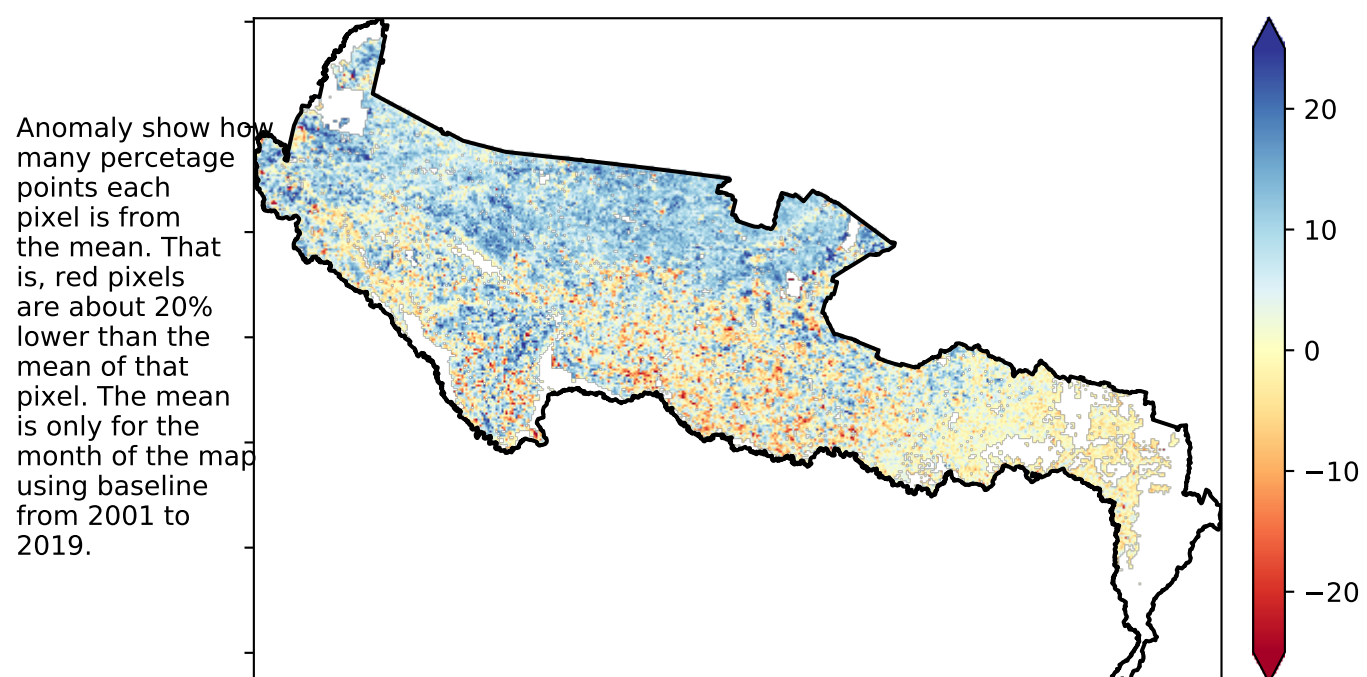 Anomaly show how
many percetage
points each
pixel is from
the mean. That
is, red pixels
are about 20%
lower than the
mean of that
pixel. The mean
is only for the
month of the map
using baseline
from 2001 to
2019.
20
10
0
−10
−20